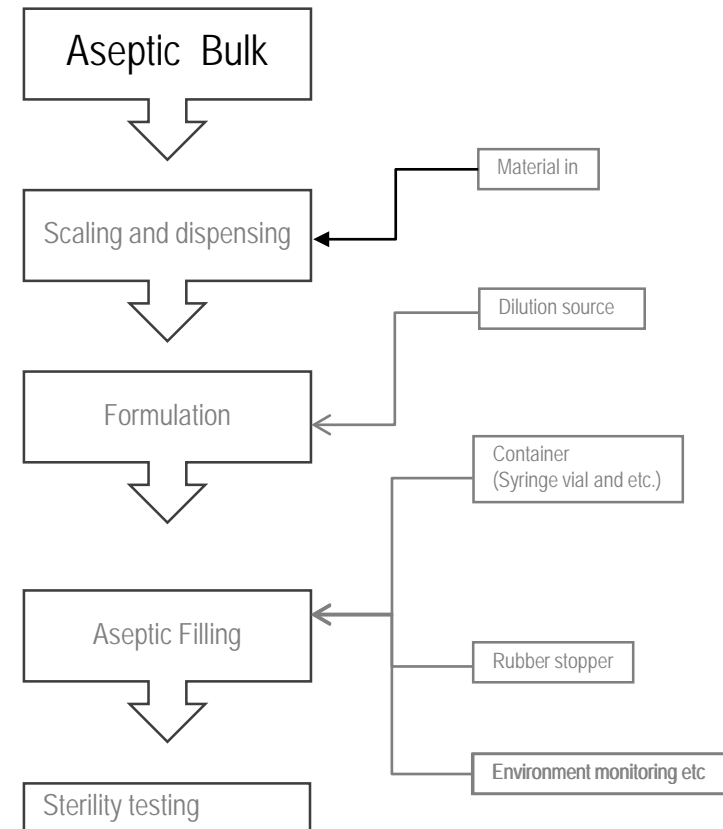 Aseptic Bulk
Material in
Scaling and dispensing
Dilution source
Formulation
Container
(Syringe vial and etc.)
Aseptic Filling
Rubber stopper
Environment monitoring etc
Sterility testing